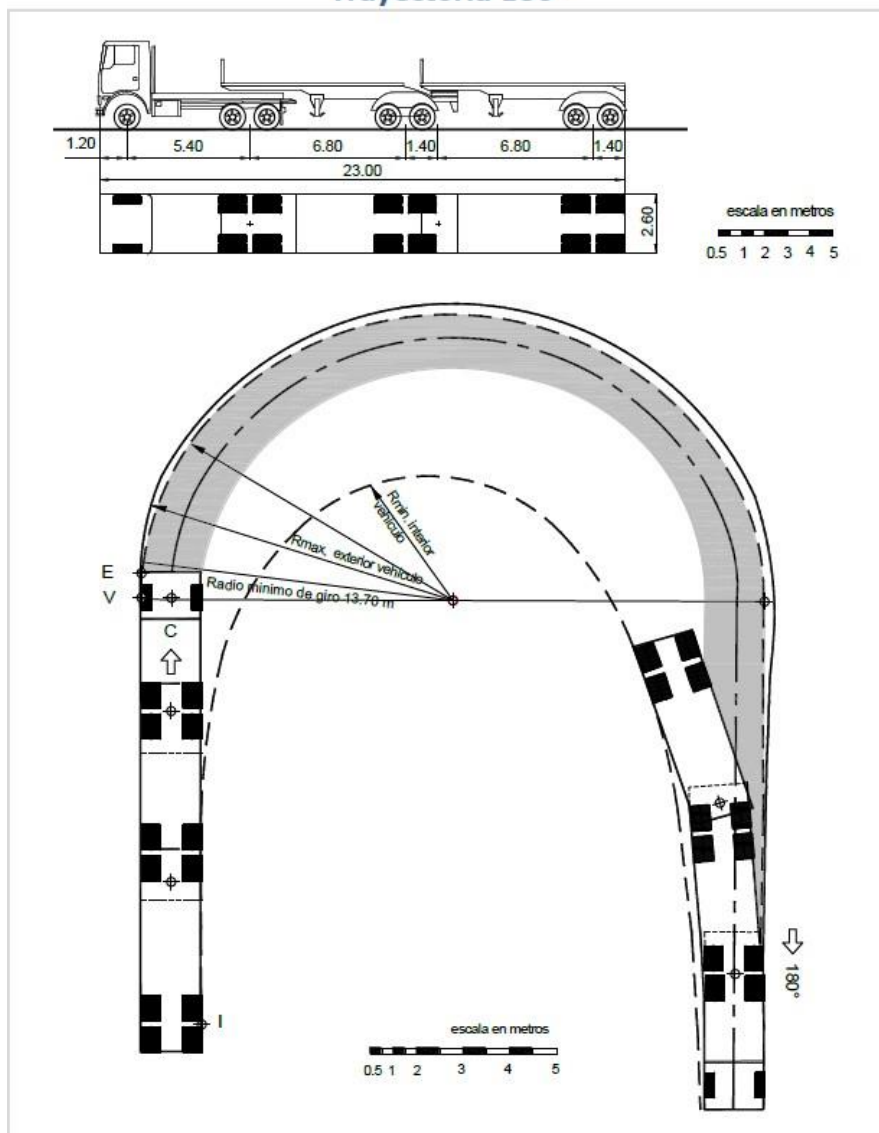 1.20
5.40
6.80
1.40
6.80
1.40
23.00
2.60
escala en metros
0.5 1 2 3 4 5
Rmin. interior
vehículo
Rmax, exterior vehículo
Radio mínimo de giro 13.70 m
E
V
C
I
180°
escala en metros
0.5 1 2 3 4 5